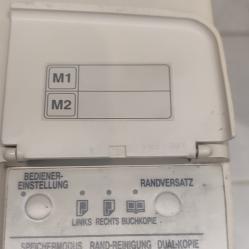 M1
M2
BEDIENER-
EINSTELLUNG
RANDVERSATZ
LINKS RECHTS BUCHKOPIE
SPEICHERMODUS RAND-REINIGUNG DUAL-KOPIE